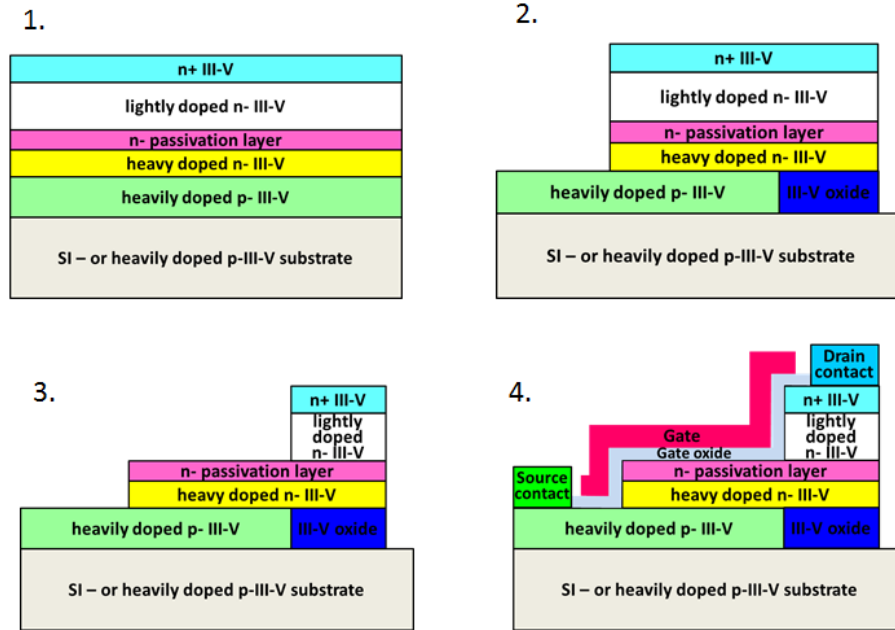 1.
n+ III-V
lightly doped n- III-V
n- passivation layer
heavy doped n- III-V
heavily doped p- III-V
SI – or heavily doped p-III-V substrate
2.
n+ III-V
lightly doped n- III-V
n- passivation layer
heavy doped n- III-V
heavily doped p- III-V
III-V oxide
SI – or heavily doped p-III-V substrate
3.
n+ III-V
lightly
doped
n- III-V
n- passivation layer
heavy doped n- III-V
heavily doped p- III-V
III-V oxide
SI – or heavily doped p-III-V substrate
4.
Drain
contact
n+ III-V
lightly
doped
n- III-V
Gate
Gate oxide
n- passivation layer
Source
contact
heavy doped n- III-V
heavily doped p- III-V
III-V oxide
SI – or heavily doped p-III-V substrate